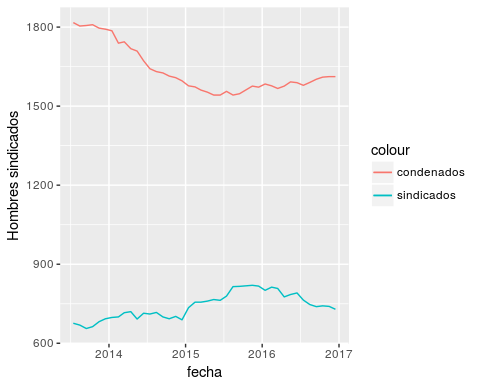 Hombres sindicados
1800
1500
1200
900
600
2014 2015 2016 2017
fecha
colour
condenados
sindicados